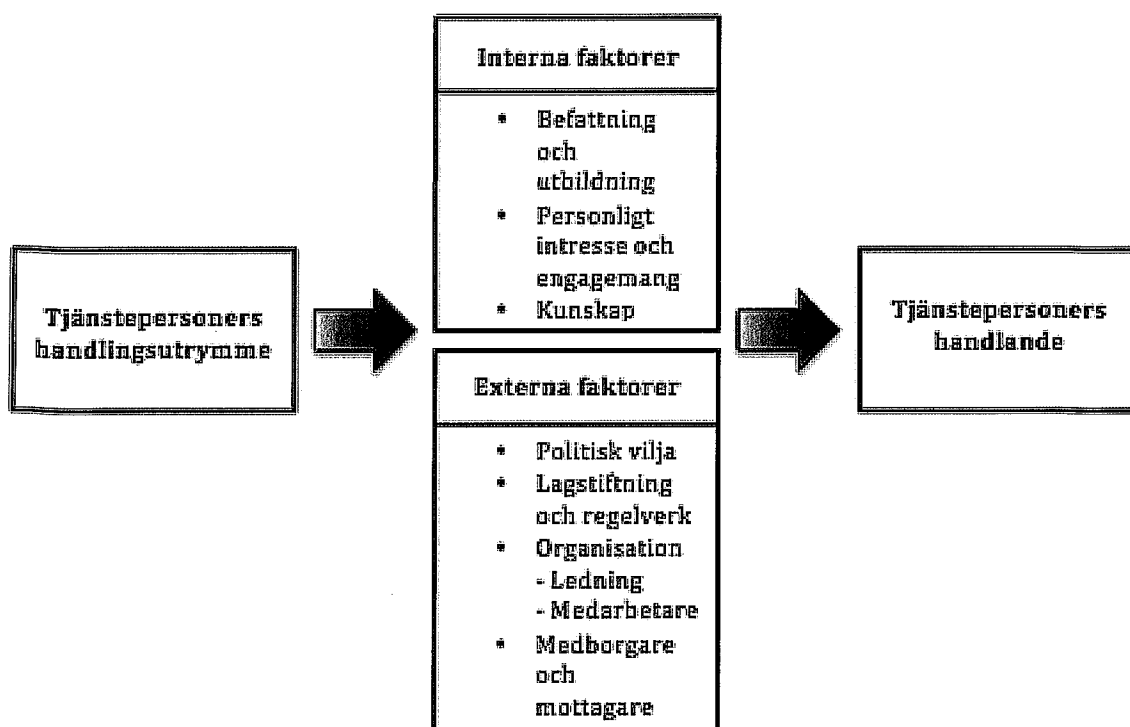 Tjänstepersoners
handlingsutrymme
Interna faktorer
• Befattning
och
utbildning
• Personligt
intresse och
engagemang
• Kunskap
Externa faktorer
• Politisk vilja
• Lagstiftning
och regelverk
• Organisation
- Ledning
- Medarbetare
• Medborgare
och
mottagare
Tjänstepersoners
handlande